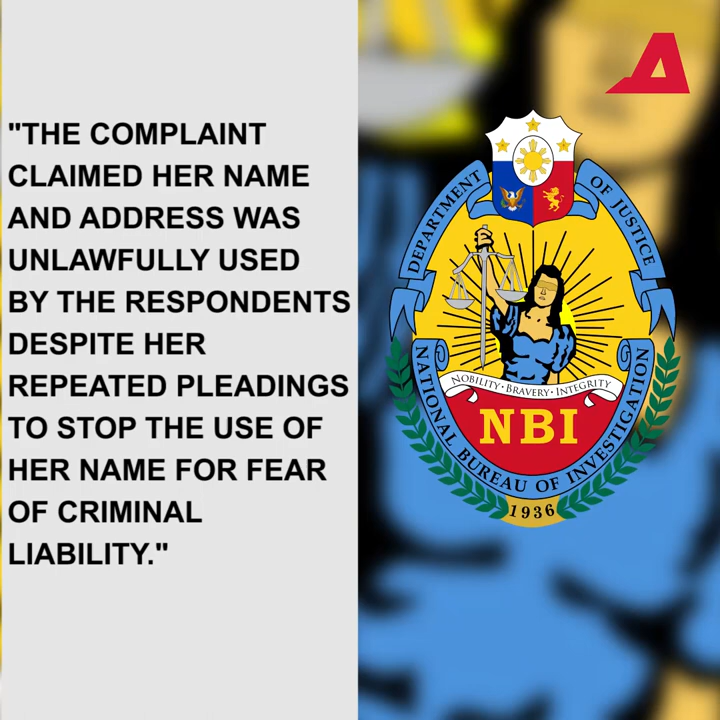 "THE COMPLAINT
CLAIMED HER NAME
AND ADDRESS WAS
UNLAWFULLY USED
BY THE RESPONDENTS
DESPITE HER
REPEATED PLEADINGS
TO STOP THE USE OF
HER NAME FOR FEAR
OF CRIMINAL
LIABILITY."
DEPARTMENT OF JUSTICE
NOBILITY · BRAVERY · INTEGRITY
NBI
NATIONAL BUREAU OF INVESTIGATION
1936